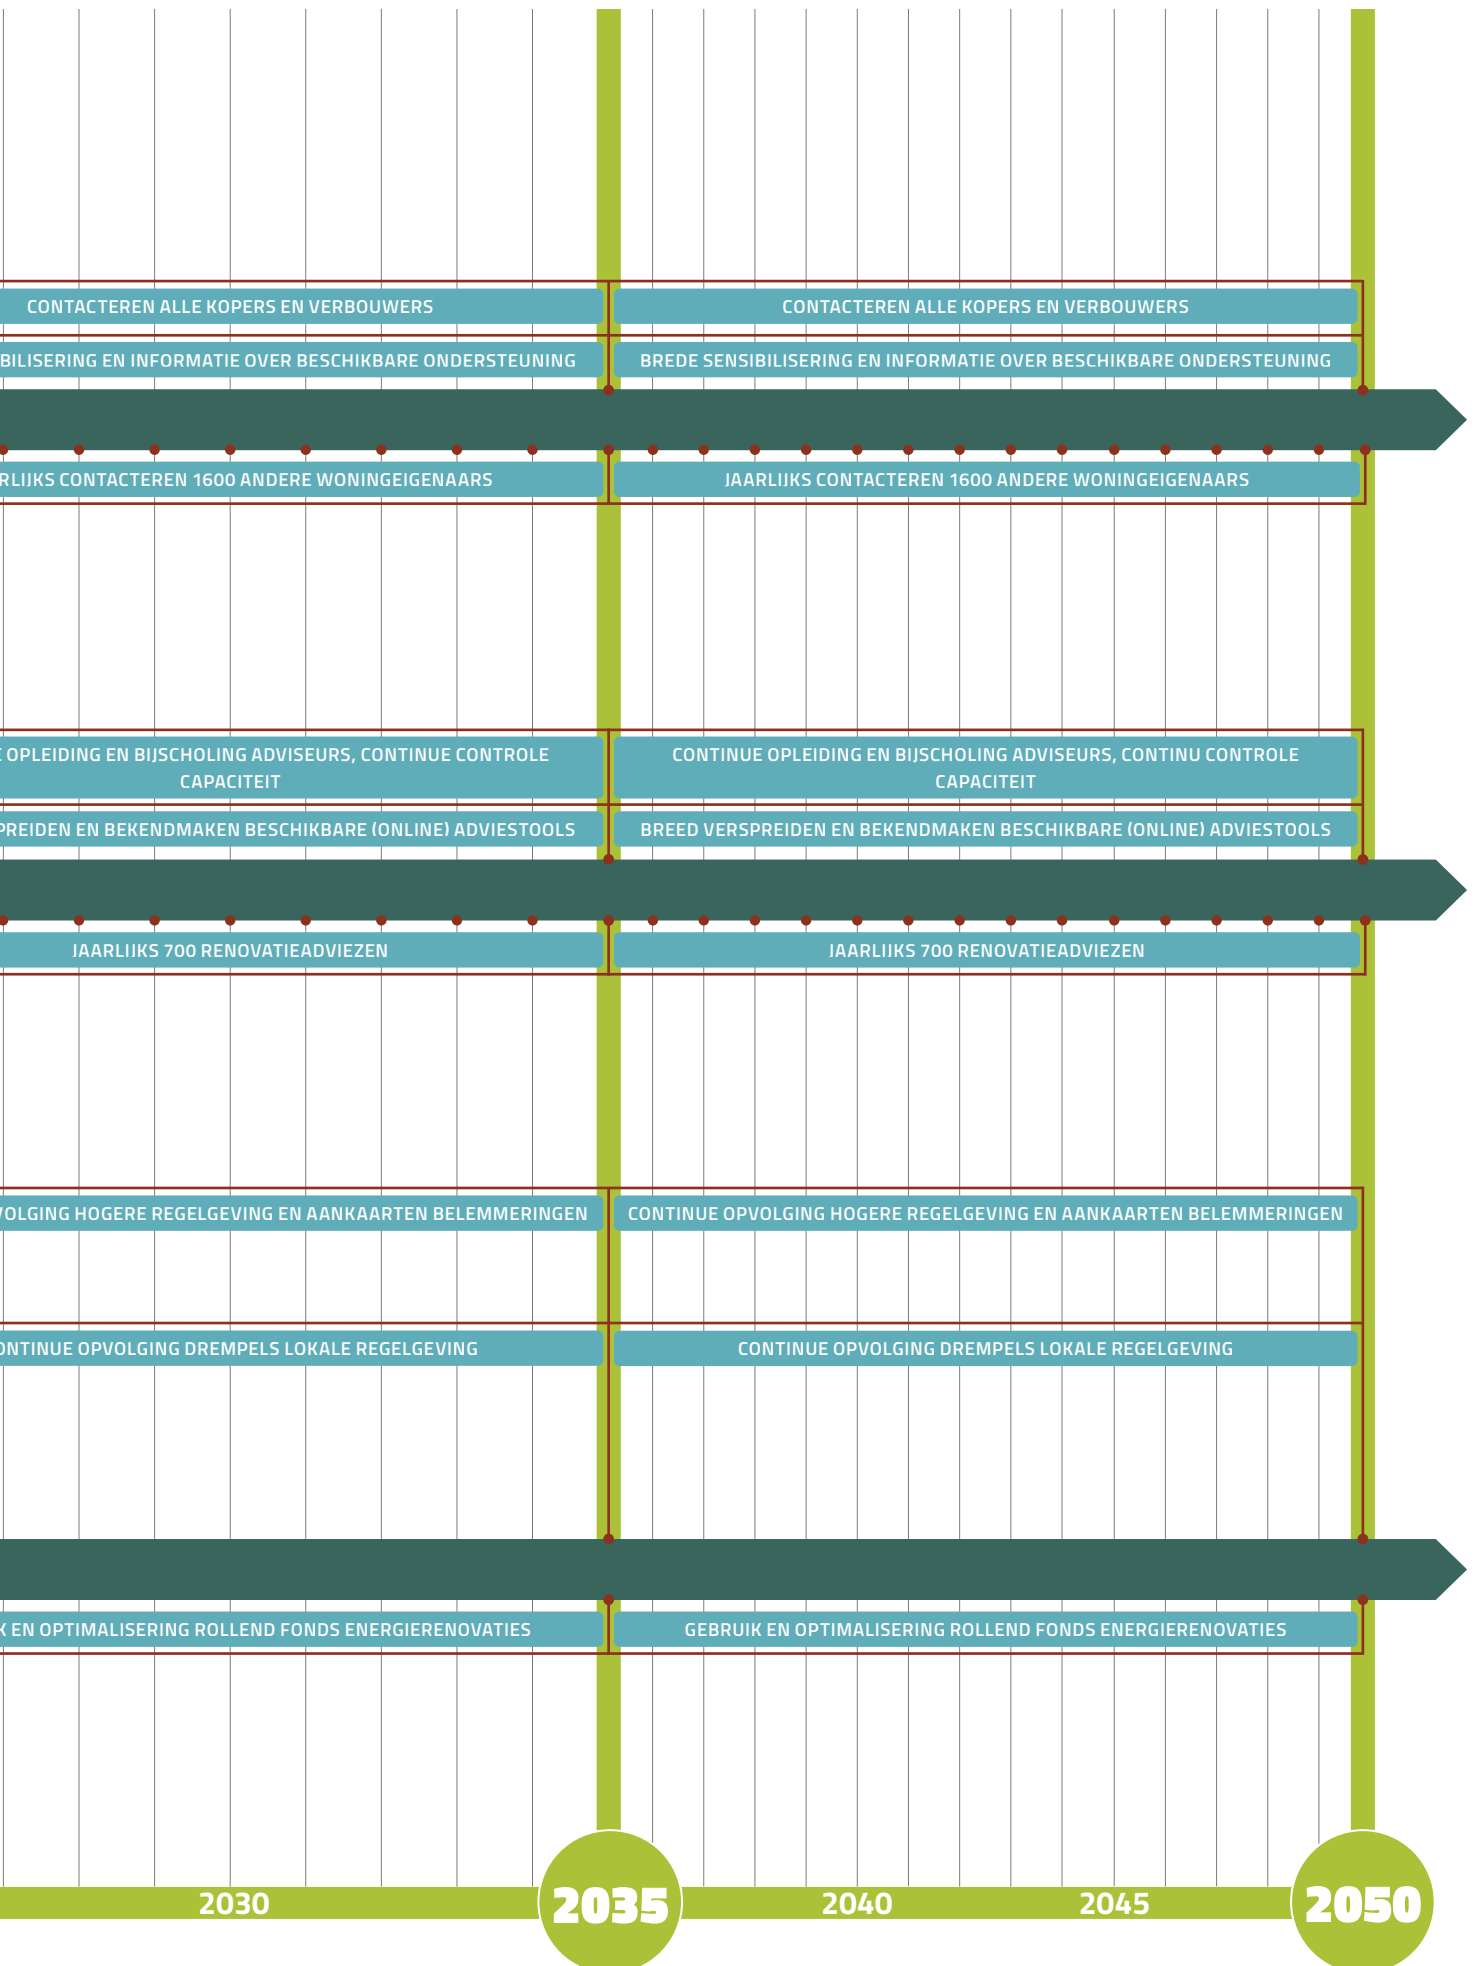 CONTACTEREN ALLE KOPERS EN VERBOUWERS
CONTACTEREN ALLE KOPERS EN VERBOUWERS
BILISERING EN INFORMATIE OVER BESCHIKBARE ONDERSTEUNING
BREDE SENSIBILISERING EN INFORMATIE OVER BESCHIKBARE ONDERSTEUNING
RLIJKS CONTACTEREN 1600 ANDERE WONINGEIGENAARS
JAARLIJKS CONTACTEREN 1600 ANDERE WONINGEIGENAARS
OPLEIDING EN BIJSCHOLING ADVISEURS, CONTINUE CONTROLE
CAPACITEIT
CONTINUE OPLEIDING EN BIJSCHOLING ADVISEURS, CONTINU CONTROLE
CAPACITEIT
PREIDEN EN BEKENDMAKEN BESCHIKBARE (ONLINE) ADVIESTOOLS
BREED VERSPREIDEN EN BEKENDMAKEN BESCHIKBARE (ONLINE) ADVIESTOOLS
JAARLIJKS 700 RENOVATIEADVIEZEN
JAARLIJKS 700 RENOVATIEADVIEZEN
VOLGING HOGERE REGELGEVING EN AANKAARTEN BELEMMERINGEN
CONTINUE OPVOLGING HOGERE REGELGEVING EN AANKAARTEN BELEMMERINGEN
ONTINUE OPVOLGING DREMPELS LOKALE REGELGEVING
CONTINUE OPVOLGING DREMPELS LOKALE REGELGEVING
K EN OPTIMALISERING ROLLEND FONDS ENERGIERENOVATIES
GEBRUIK EN OPTIMALISERING ROLLEND FONDS ENERGIERENOVATIES
2030
2035
2040
2045
2050